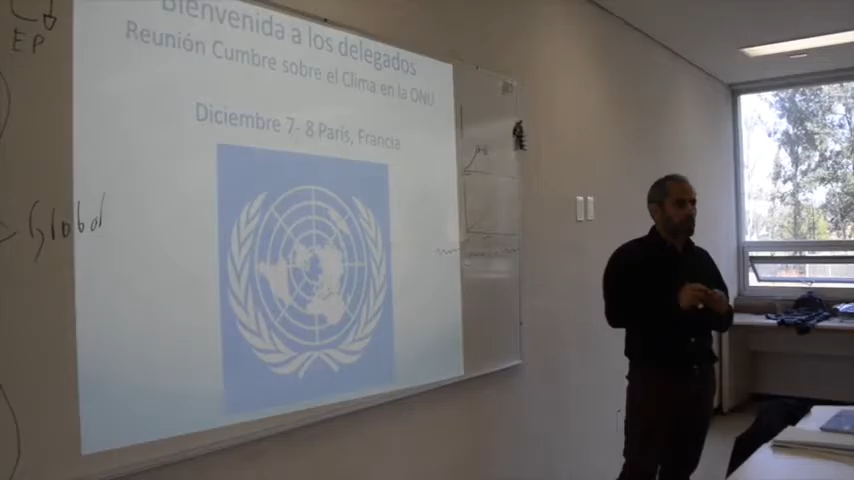 EP
Bienvenida a los delegados
Reunión Cumbre sobre el Clima en la ONU
Diciembre 7- 8 Paris, Francia
Global